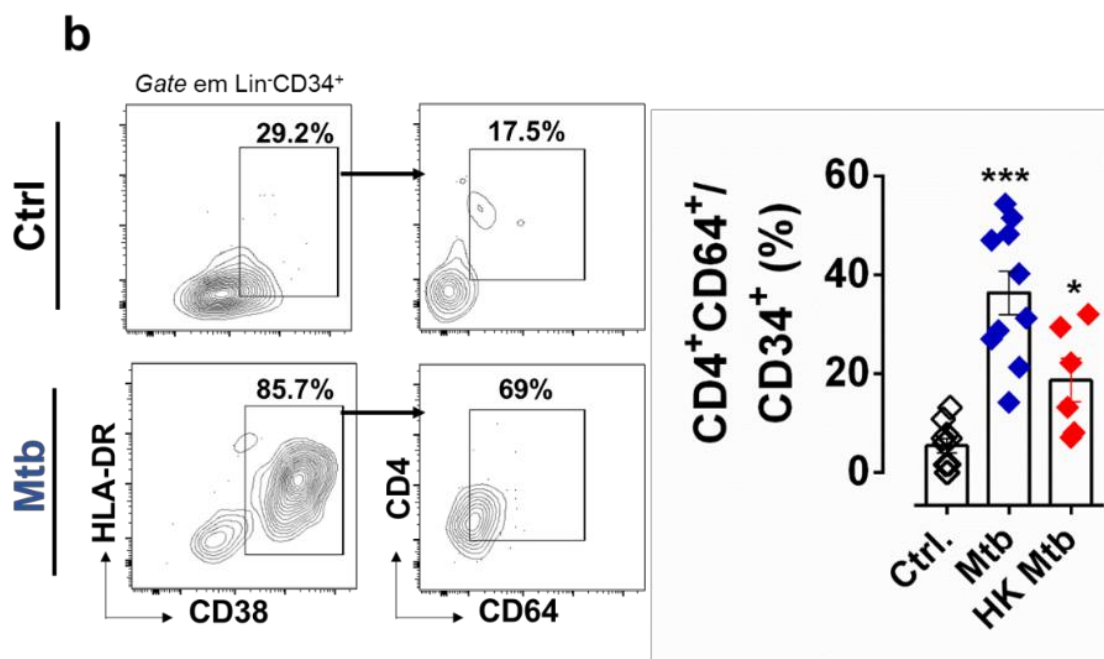 b
Gate em Lin⁻CD34⁺
Ctrl
29.2%
17.5%
Mtb
85.7%
69%
HLA-DR
CD4
CD38
CD64
CD4⁺CD64⁺/
CD34⁺ (%)
60
40
20
0
***
*
Ctrl.
Mtb
HK Mtb